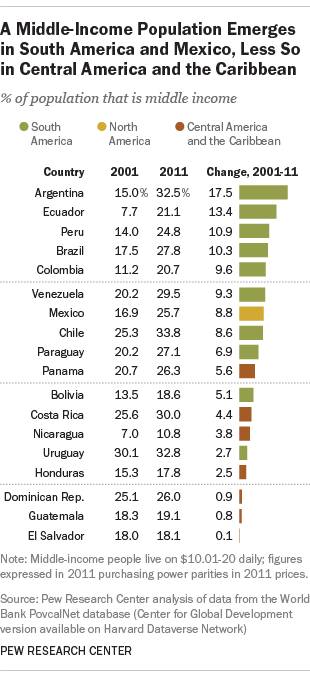 A Middle-Income Population Emerges
in South America and Mexico, Less So
in Central America and the Caribbean
% of population that is middle income
South America
North America
Central America and the Caribbean
Country 2001 2011 Change, 2001-11
Argentina 15.0% 32.5% 17.5
Ecuador 7.7 21.1 13.4
Peru 14.0 24.8 10.9
Brazil 17.5 27.8 10.3
Colombia 11.2 20.7 9.6
Venezuela 20.2 29.5 9.3
Mexico 16.9 25.7 8.8
Chile 25.3 33.8 8.6
Paraguay 20.2 27.1 6.9
Panama 20.7 26.3 5.6
Bolivia 13.5 18.6 5.1
Costa Rica 25.6 30.0 4.4
Nicaragua 7.0 10.8 3.8
Uruguay 30.1 32.8 2.7
Honduras 15.3 17.8 2.5
Dominican Rep. 25.1 26.0 0.9
Guatemala 18.3 19.1 0.8
El Salvador 18.0 18.1 0.1
Note: Middle-income people live on $10.01-20 daily; figures
expressed in 2011 purchasing power parities in 2011 prices.
Source: Pew Research Center analysis of data from the World
Bank PovcalNet database (Center for Global Development
version available on Harvard Dataverse Network)
PEW RESEARCH CENTER